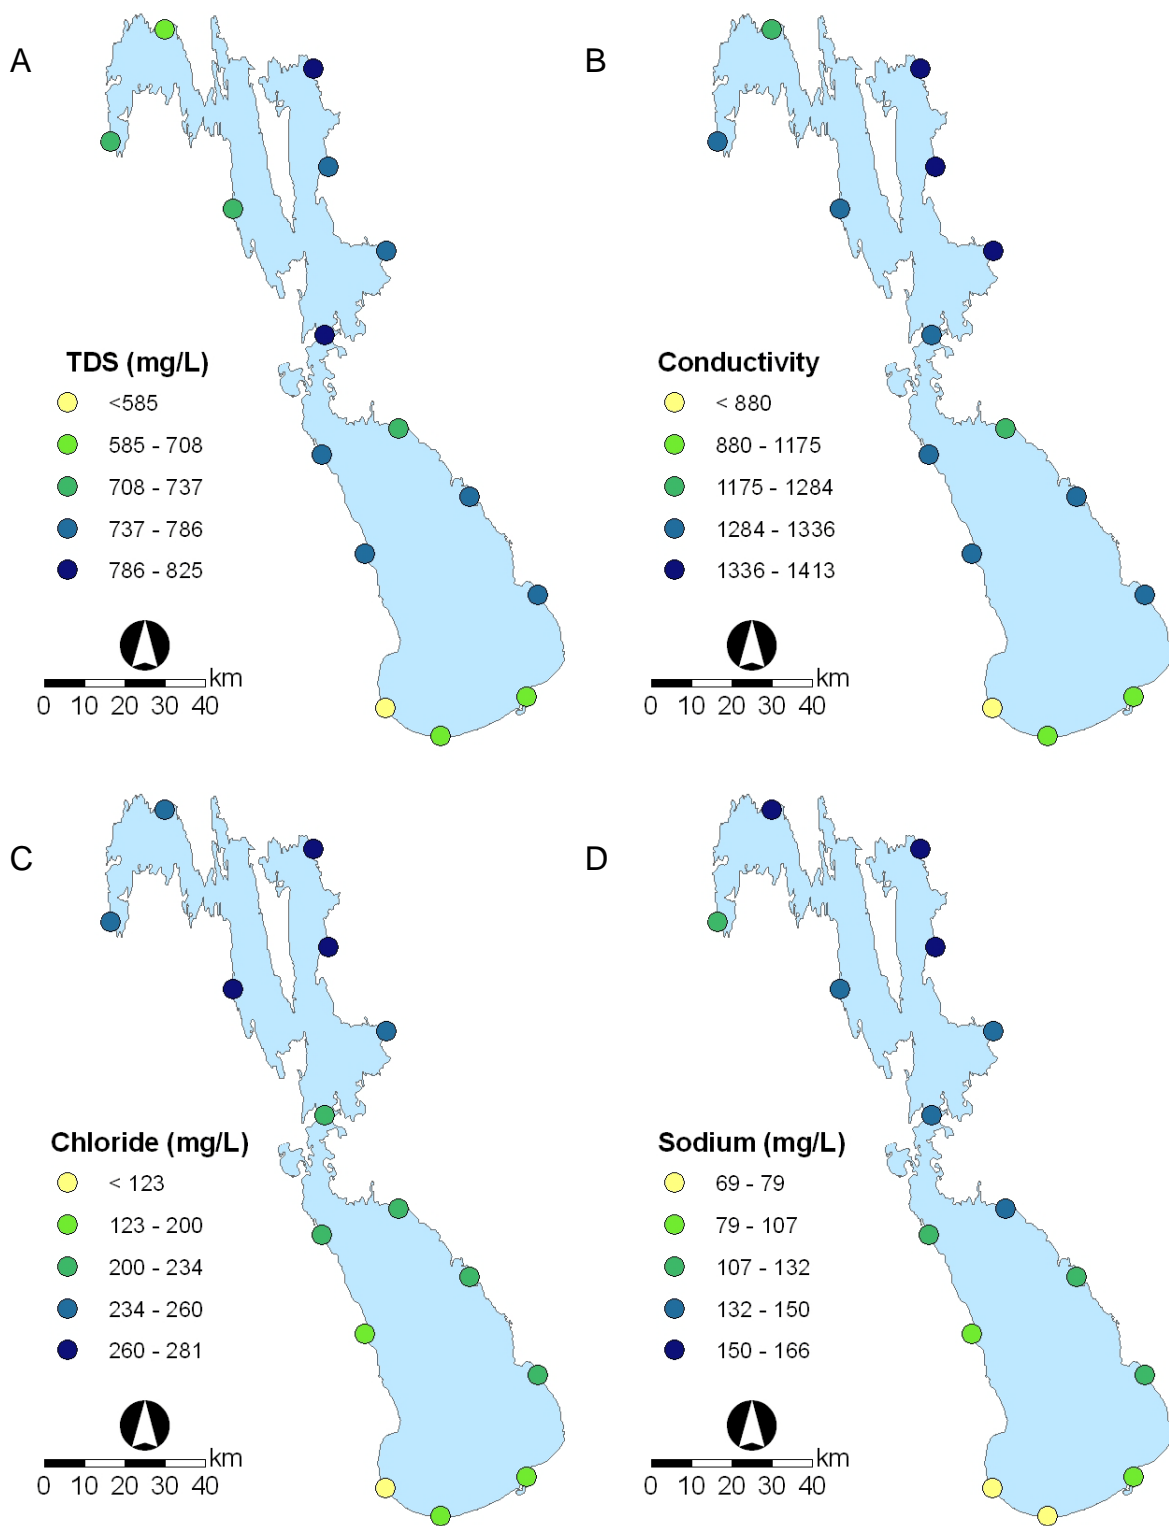 A
TDS (mg/L)
<585
585 - 708
708 - 737
737 - 786
786 - 825
km
0 10 20 30 40
B
Conductivity
< 880
880 - 1175
1175 - 1284
1284 - 1336
1336 - 1413
km
0 10 20 30 40
C
Chloride (mg/L)
< 123
123 - 200
200 - 234
234 - 260
260 - 281
km
0 10 20 30 40
D
Sodium (mg/L)
69 - 79
79 - 107
107 - 132
132 - 150
150 - 166
km
0 10 20 30 40